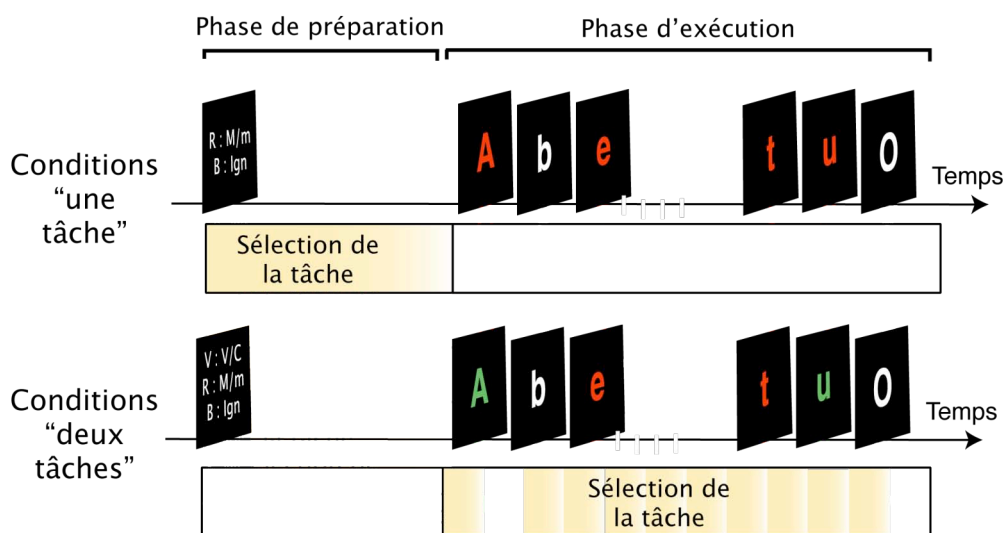 Phase de préparation
Phase d'exécution
Conditions
“une
tâche”
R : M/m
B : Ign
A
b
e
t
u
O
Temps
Sélection de
la tâche
Conditions
“deux
tâches”
V : V/C
R : M/m
B : Ign
A
b
e
t
u
O
Temps
Sélection de
la tâche